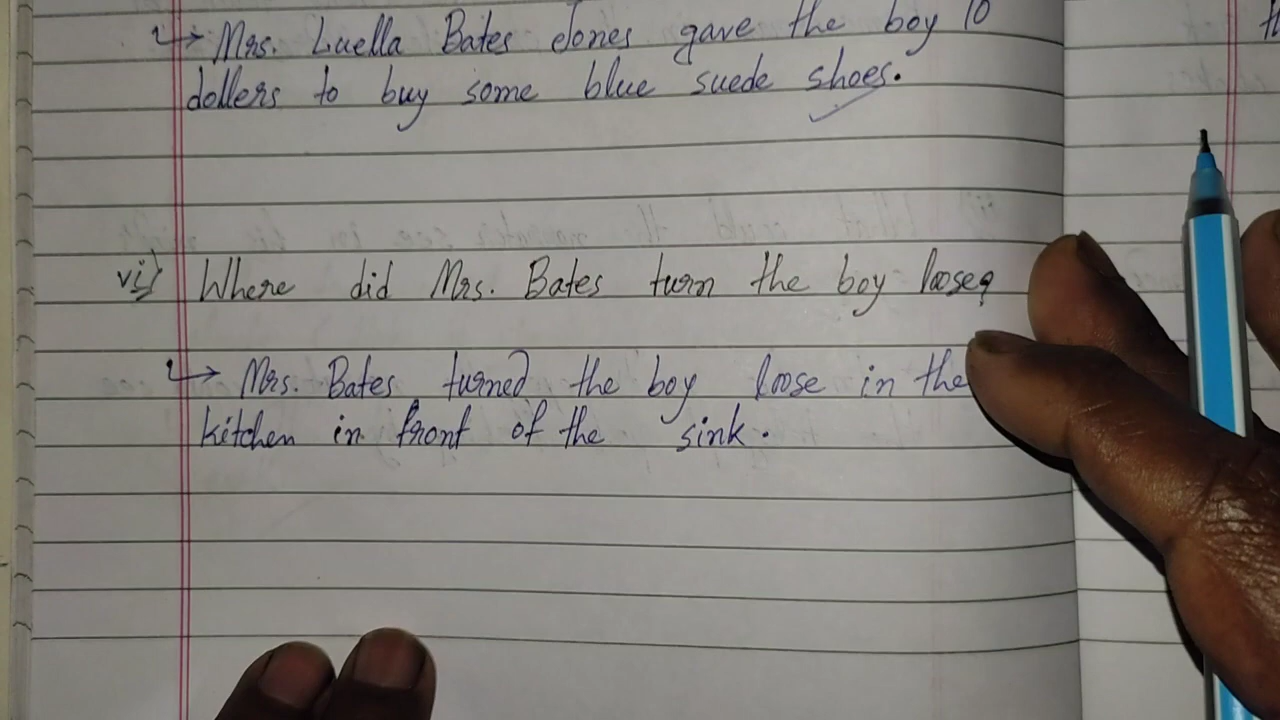 ↳ Mrs. Luella Bates Jones gave the boy 10
dollers to buy some blue suede shoes.
vi) Where did Mrs. Bates turn the boy loose?
↳ Mrs. Bates turned the boy loose in the
kitchen in front of the sink.